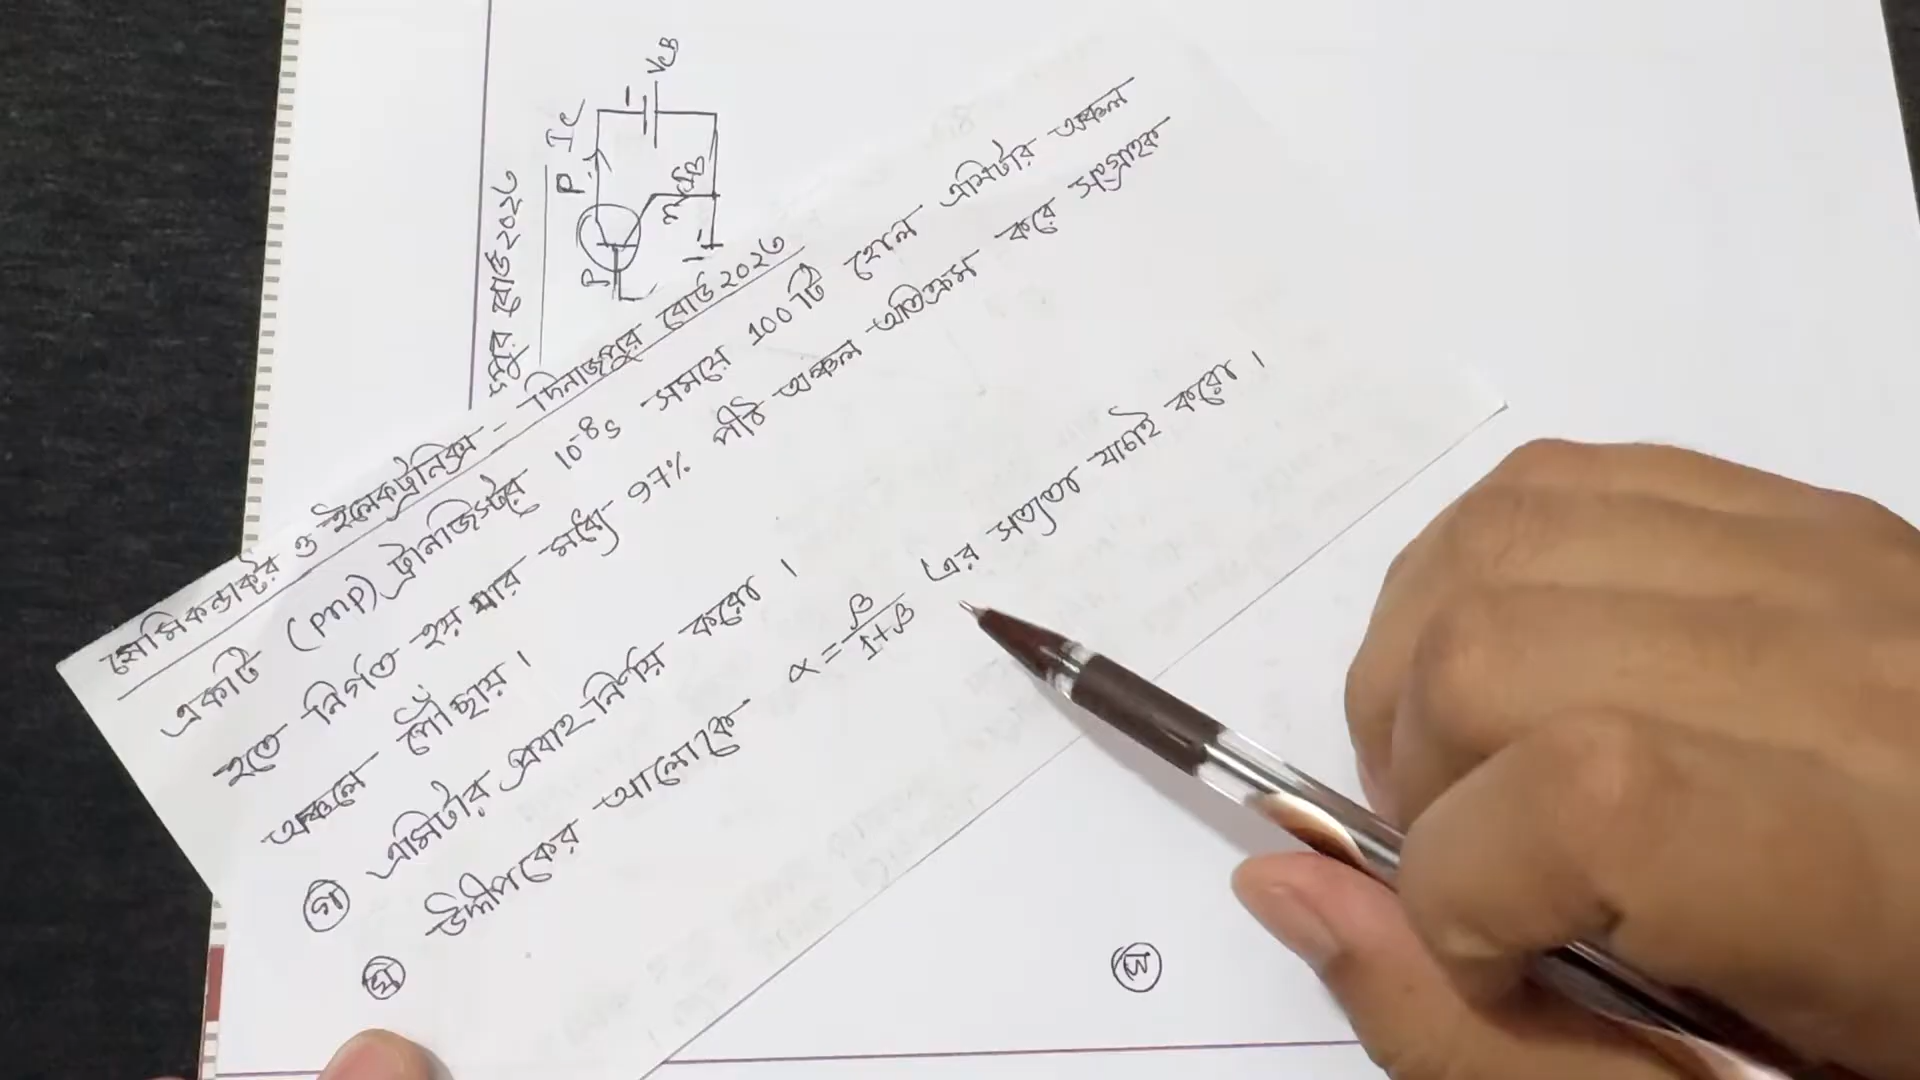 সেমিকন্ডাক্টর ও ইলেকট্রনিক্স - দিনাজপুর বোর্ড ২০২৩
একটি (pnp) ট্রানজিস্টর 10⁻⁸s সময়ে 100টি হোল এমিটার অঞ্চল
হতে নির্গত হয় যার মধ্যে 97% পীঠ অঞ্চল অতিক্রম করে সংগ্রাহক
অঞ্চলে পৌঁছায়।
গ এমিটার প্রবাহ নির্ণয় করো।
ঘ উদ্দীপকের আলোকে α = β/1+β এর সত্যতা যাচাই করো।
পুর বোর্ড ২০২৩
P Ic
VCB
P
n